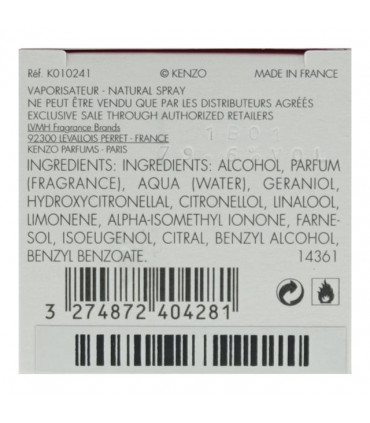 Réf. K010241 © KENZO MADE IN FRANCE
VAPORISATEUR - NATURAL SPRAY
NE PEUT ÊTRE VENDU QUE PAR LES DISTRIBUTEURS AGRÉÉS
EXCLUSIVE SALE THROUGH AUTHORIZED RETAILERS
LVMH Fragrance Brands
92300 LEVALLOIS PERRET - FRANCE
KENZO PARFUMS - PARIS
INGREDIENTS: INGREDIENTS: ALCOHOL, PARFUM
(FRAGRANCE), AQUA (WATER), GERANIOL,
HYDROXYCITRONELLAL, CITRONELLOL, LINALOOL,
LIMONENE, ALPHA-ISOMETHYL IONONE, FARNE-
SOL, ISOEUGENOL, CITRAL, BENZYL ALCOHOL,
BENZYL BENZOATE. 14361
3 274872 404281